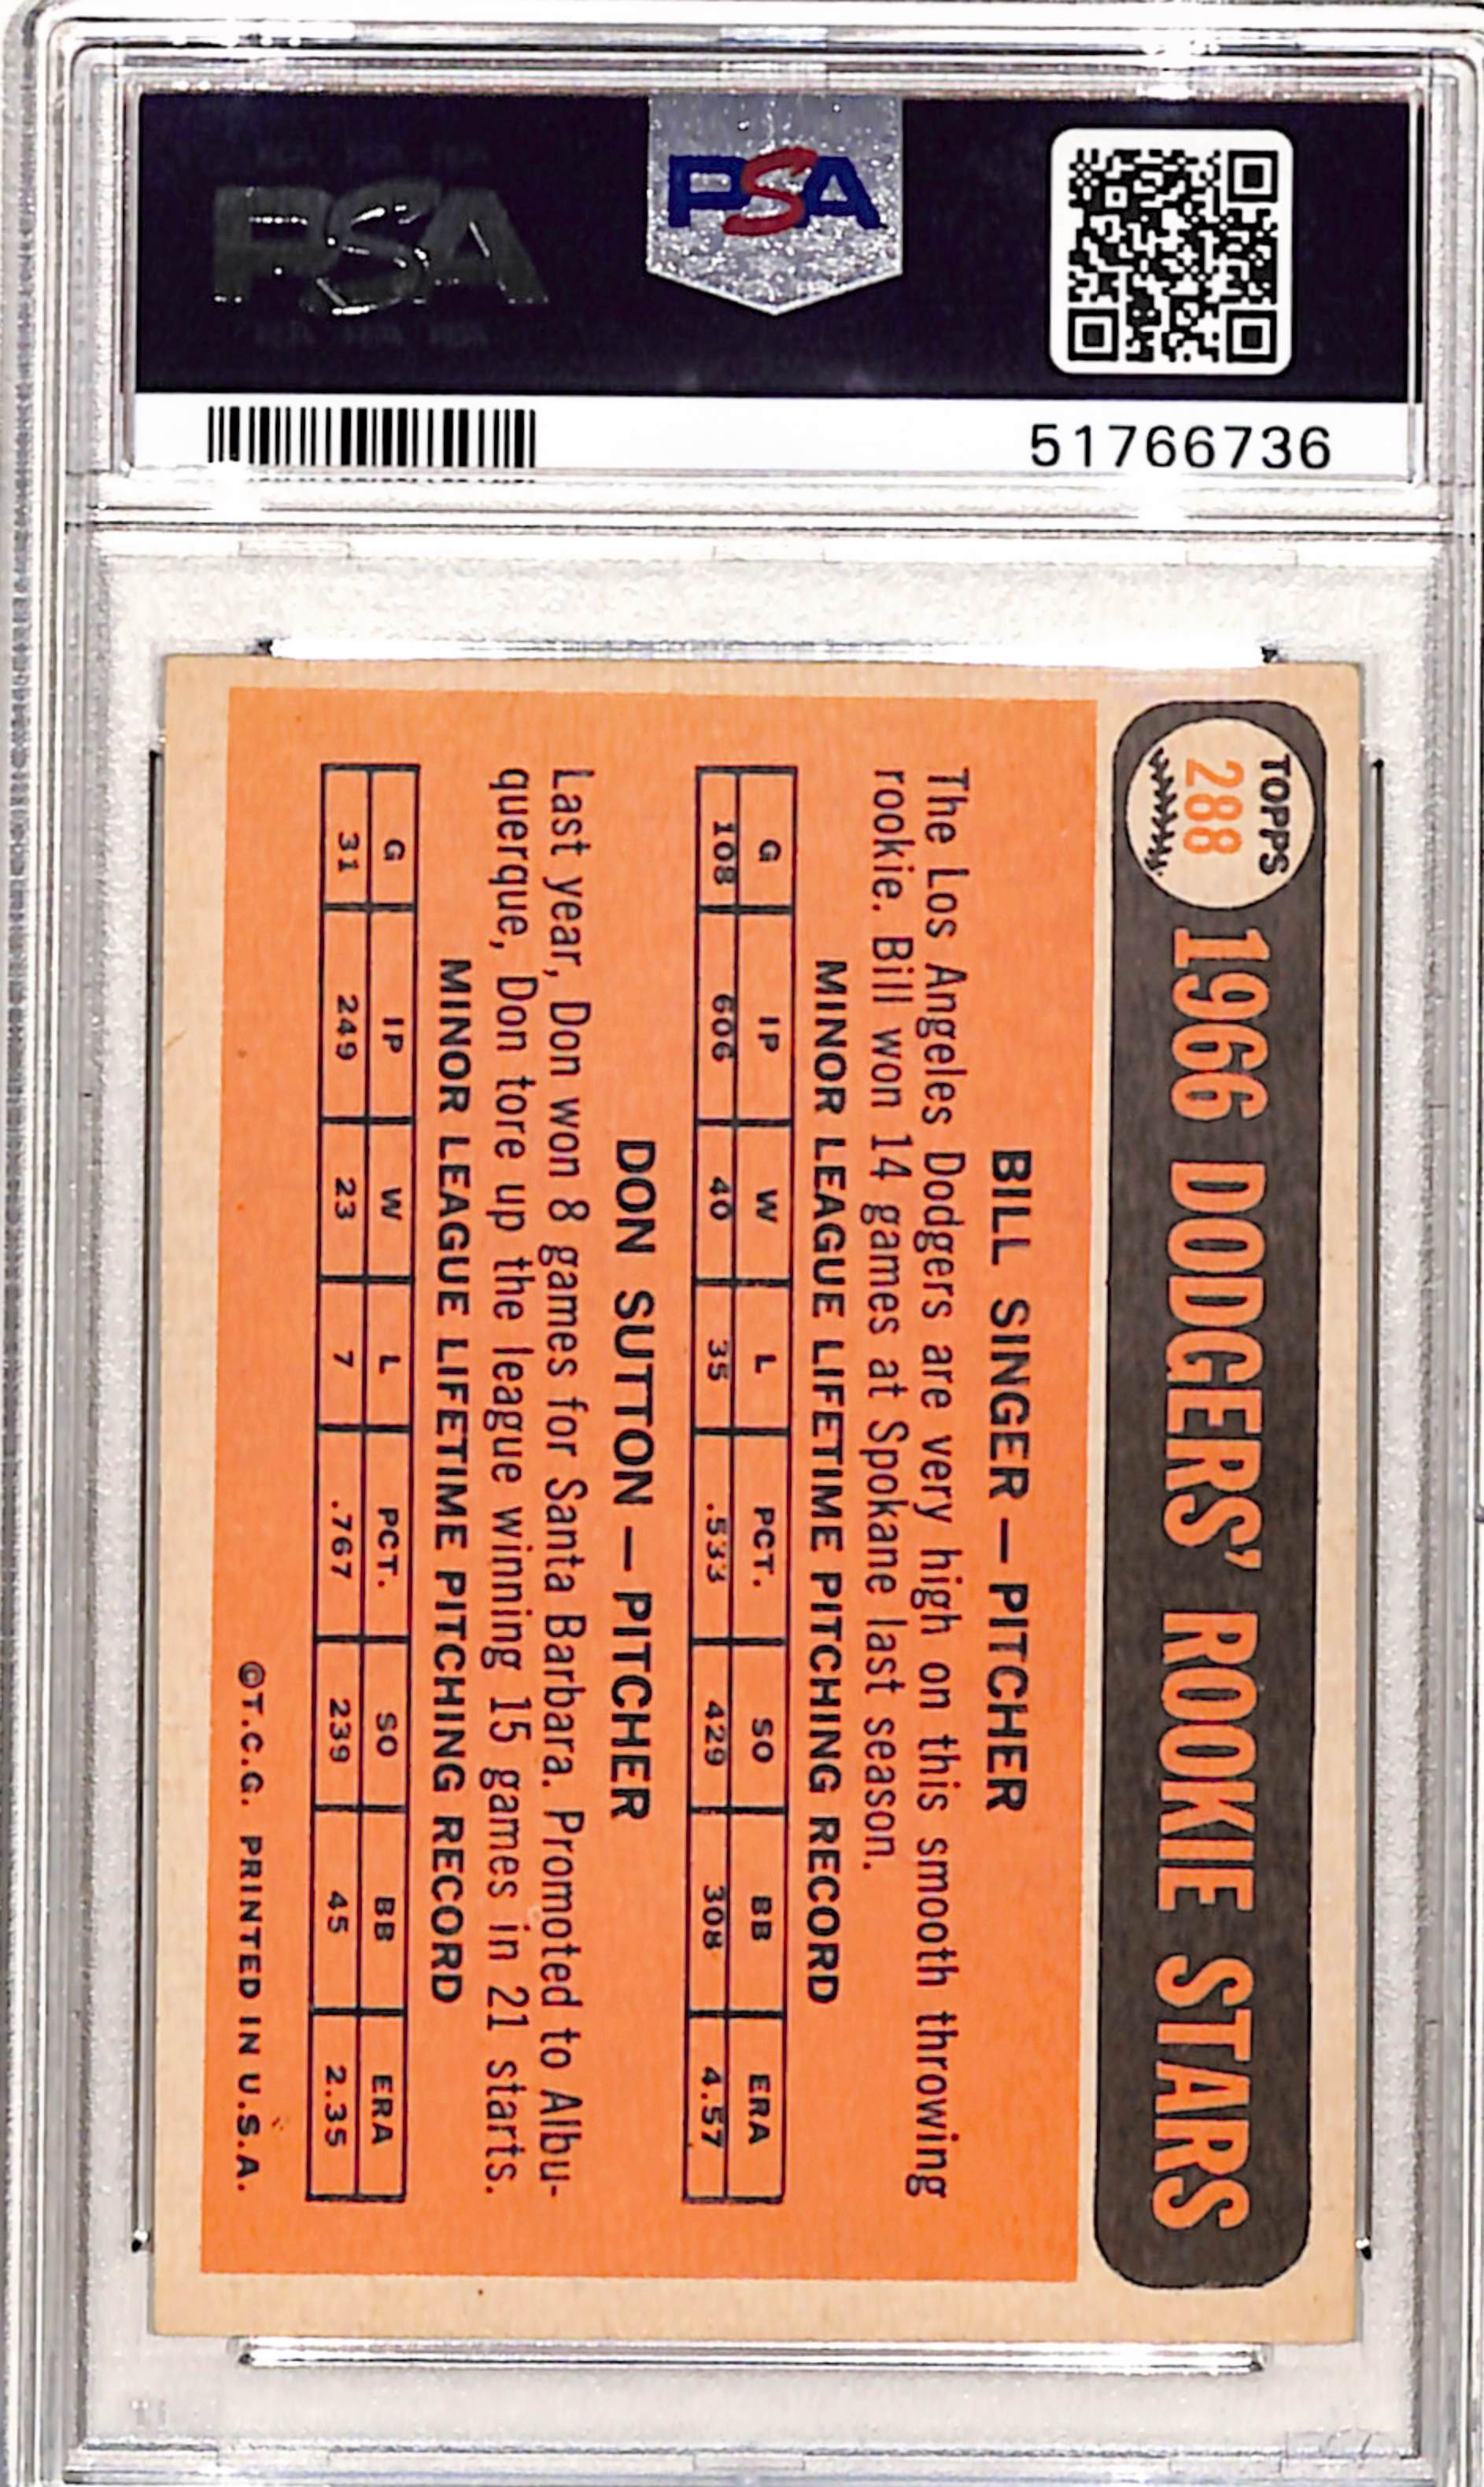 PSA
PSA
51766736
TOPPS
288
1966 DODGERS' ROOKIE STARS
BILL SINGER — PITCHER
The Los Angeles Dodgers are very high on this smooth throwing
rookie. Bill won 14 games at Spokane last season.
MINOR LEAGUE LIFETIME PITCHING RECORD
G IP W L PCT. SO BB ERA
108 606 40 35 .533 429 308 4.57
DON SUTTON — PITCHER
Last year, Don won 8 games for Santa Barbara. Promoted to Albu-
querque, Don tore up the league winning 15 games in 21 starts.
MINOR LEAGUE LIFETIME PITCHING RECORD
G IP W L PCT. SO BB ERA
31 249 23 7 .767 239 45 2.35
©T.C.G. PRINTED IN U.S.A.